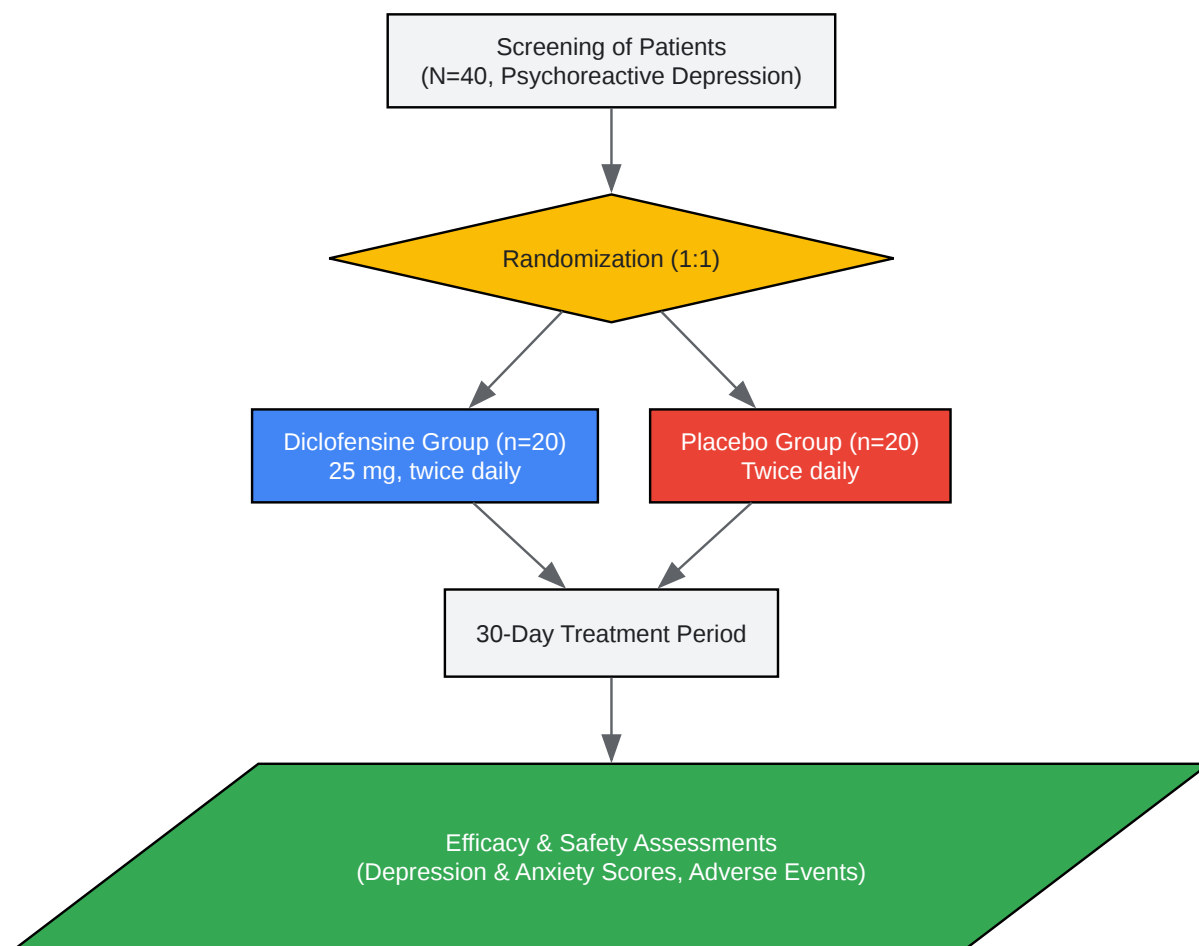 Screening of Patients
(N=40, Psychoreactive Depression)
Randomization (1:1)
Diclofensine Group (n=20)
25 mg, twice daily
Placebo Group (n=20)
Twice daily
30-Day Treatment Period
Efficacy & Safety Assessments
(Depression & Anxiety Scores, Adverse Events)